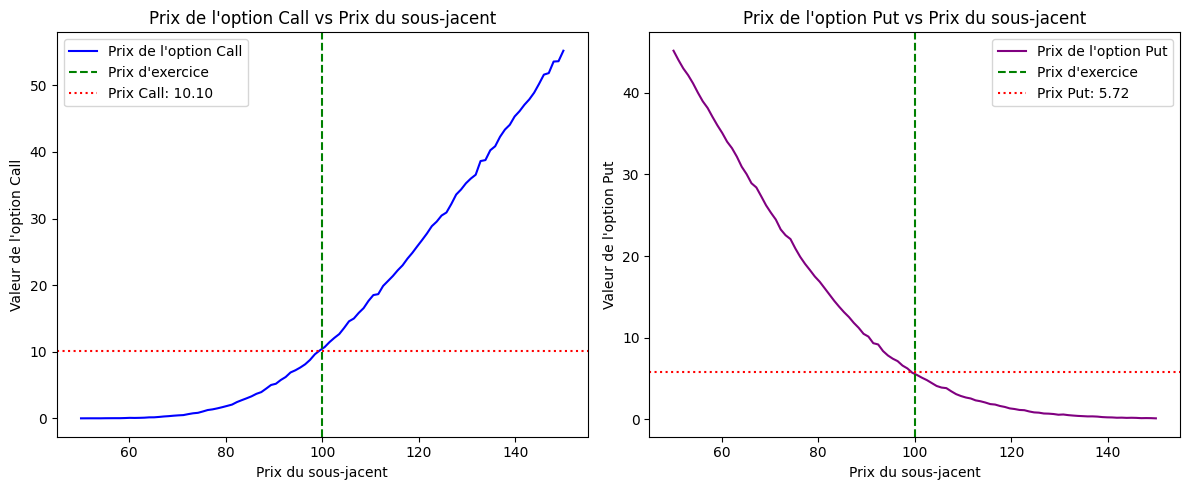 Prix de l'option Call vs Prix du sous-jacent
Prix de l'option Call
Prix d'exercice
Prix Call: 10.10
Valeur de l'option Call
50
40
30
20
10
0
60
80
100
120
140
Prix du sous-jacent
Prix de l'option Put vs Prix du sous-jacent
Prix de l'option Put
Prix d'exercice
Prix Put: 5.72
Valeur de l'option Put
40
30
20
10
0
60
80
100
120
140
Prix du sous-jacent